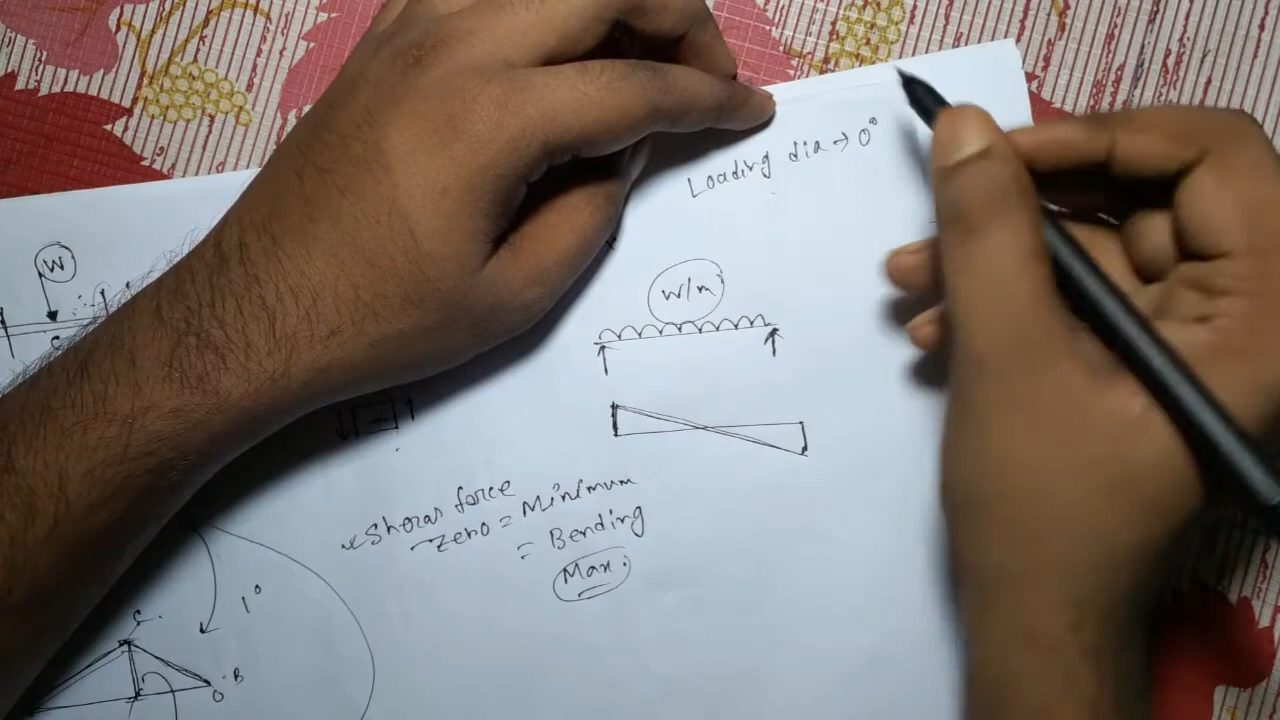 Loading dia → 0°
W
W/m
Shear force
zero = Minimum
= Bending
Max.
1°
C
B